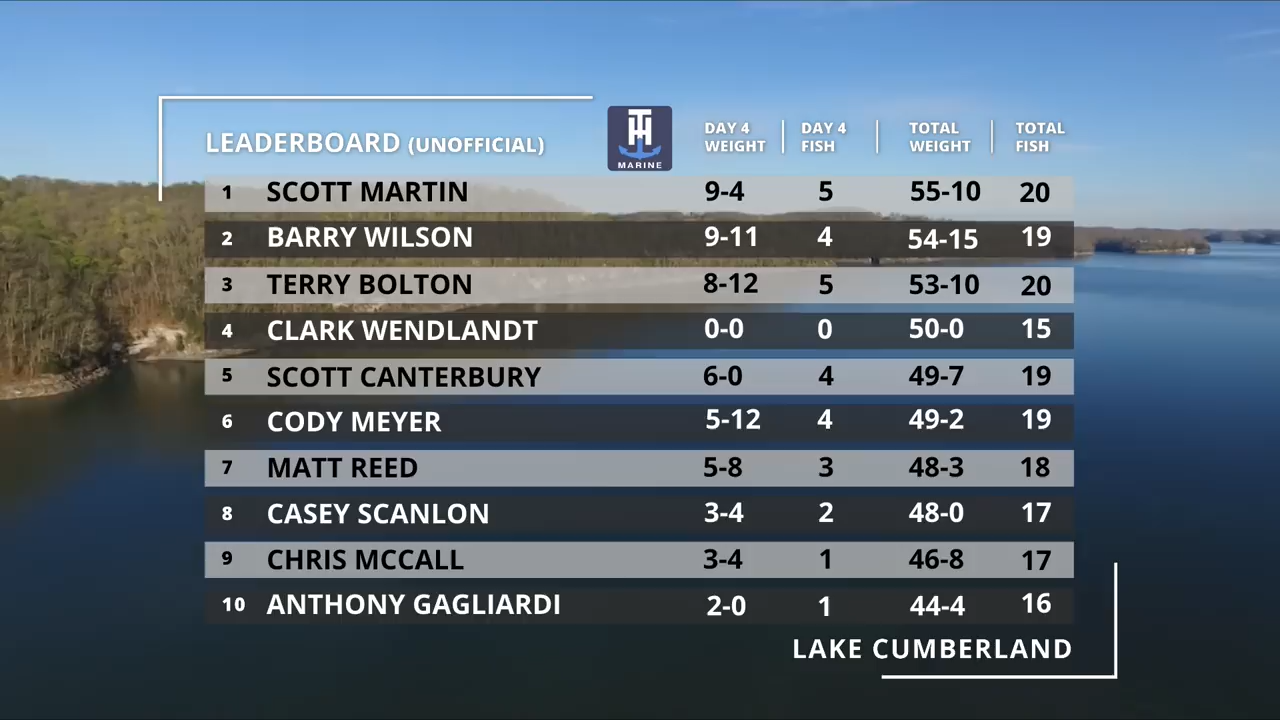 LEADERBOARD (UNOFFICIAL)
TH
MARINE
DAY 4 WEIGHT
DAY 4 FISH
TOTAL WEIGHT
TOTAL FISH
1 SCOTT MARTIN 9-4 5 55-10 20
2 BARRY WILSON 9-11 4 54-15 19
3 TERRY BOLTON 8-12 5 53-10 20
4 CLARK WENDLANDT 0-0 0 50-0 15
5 SCOTT CANTERBURY 6-0 4 49-7 19
6 CODY MEYER 5-12 4 49-2 19
7 MATT REED 5-8 3 48-3 18
8 CASEY SCANLON 3-4 2 48-0 17
9 CHRIS MCCALL 3-4 1 46-8 17
10 ANTHONY GAGLIARDI 2-0 1 44-4 16
LAKE CUMBERLAND